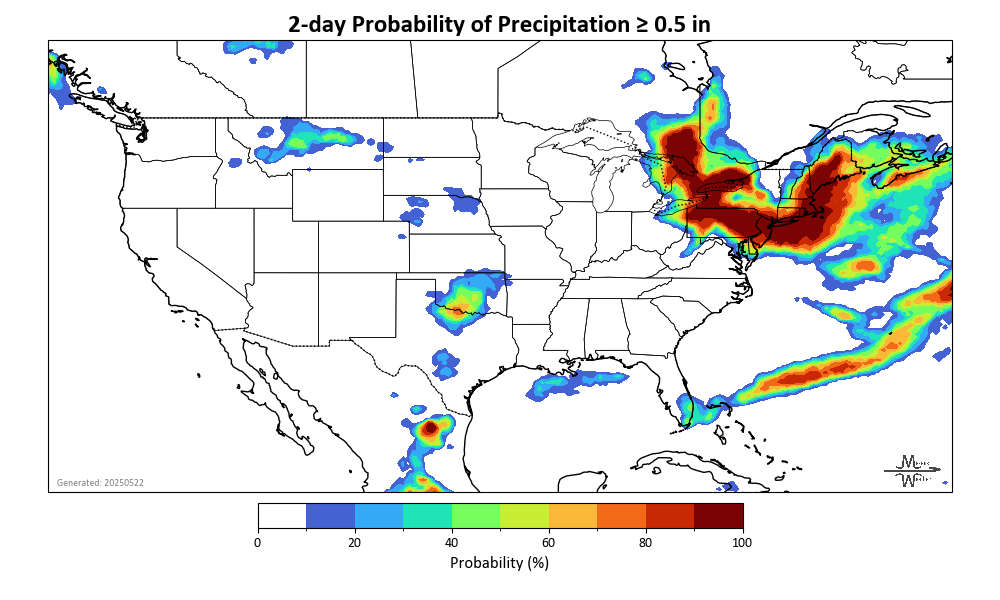 2-day Probability of Precipitation ≥ 0.5 in
Generated: 20250522
0 20 40 60 80 100
Probability (%)